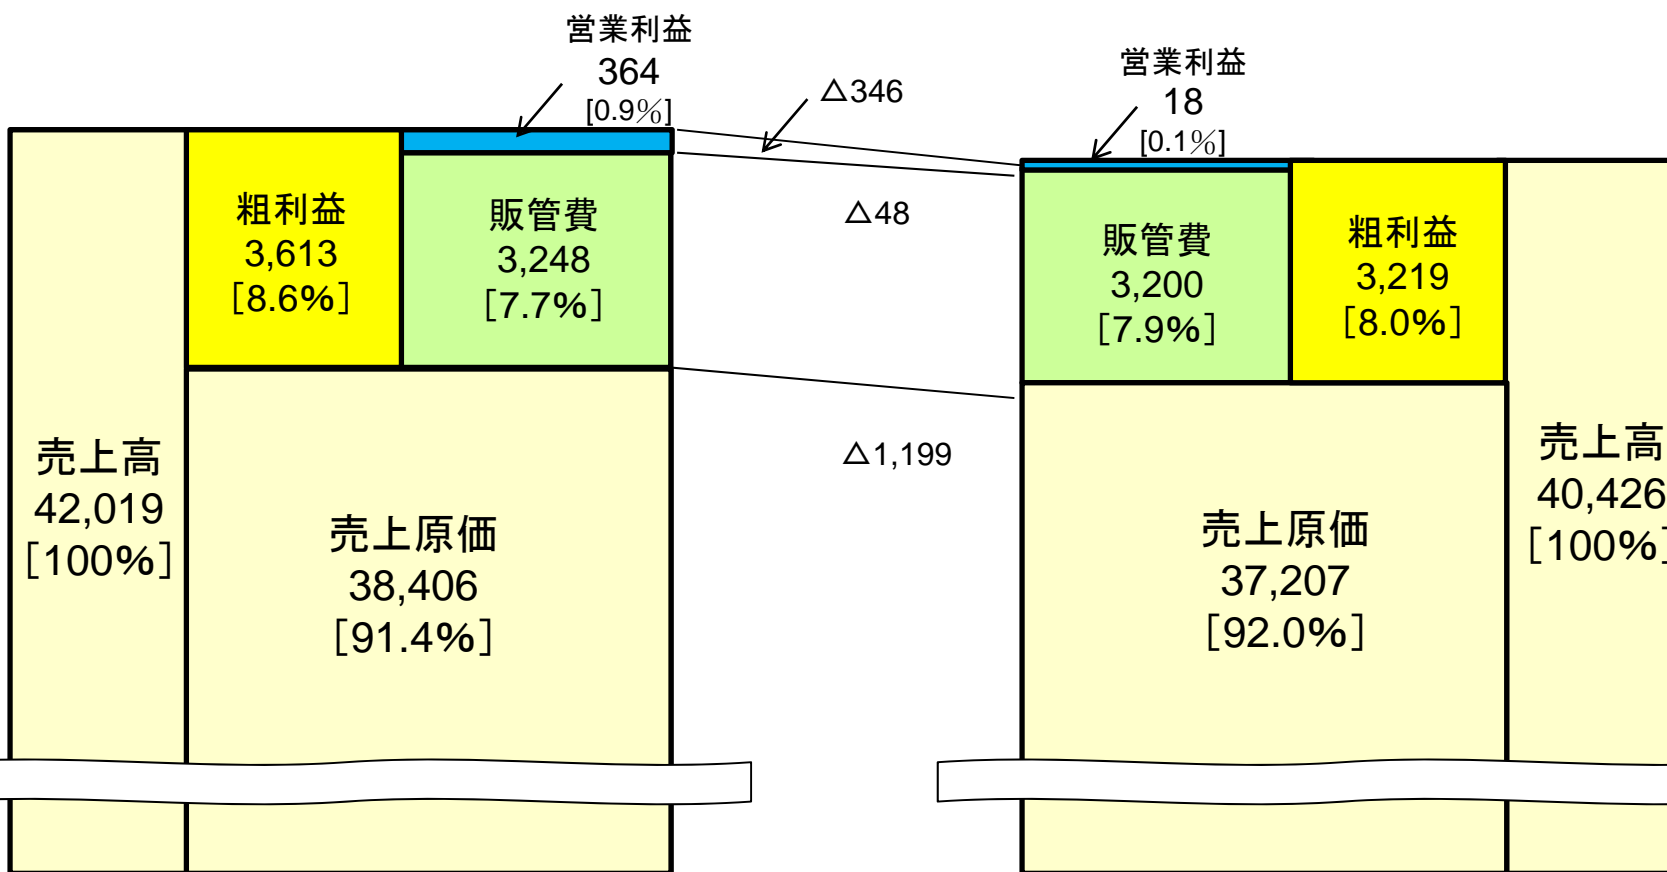 営業利益
364
[0.9%]
△346
営業利益
18
[0.1%]
粗利益
3,613
[8.6%]
販管費
3,248
[7.7%]
△48
販管費
3,200
[7.9%]
粗利益
3,219
[8.0%]
売上高
42,019
[100%]
売上原価
38,406
[91.4%]
△1,199
売上原価
37,207
[92.0%]
売上高
40,426
[100%]